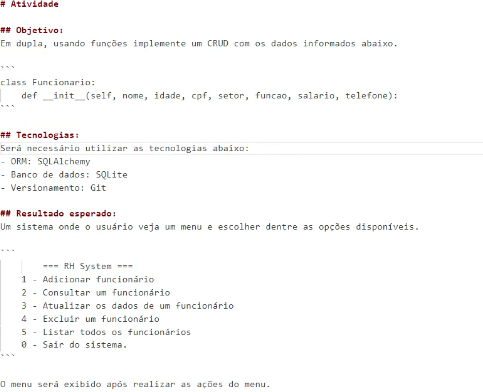 # Atividade
## Objetivo:
Em dupla, usando funções implemente um CRUD com os dados informados abaixo.
```
class Funcionario:
    def __init__(self, nome, idade, cpf, setor, funcao, salario, telefone):
```
## Tecnologias:
Será necessário utilizar as tecnologias abaixo:
- ORM: SQLAlchemy
- Banco de dados: SQLite
- Versionamento: Git
## Resultado esperado:
Um sistema onde o usuário veja um menu e escolher dentre as opções disponíveis.
```
        === RH System ===
    1 - Adicionar funcionário
    2 - Consultar um funcionário
    3 - Atualizar os dados de um funcionário
    4 - Excluir um funcionário
    5 - Listar todos os funcionários
    0 - Sair do sistema.
```
O menu será exibido após realizar as ações do menu.